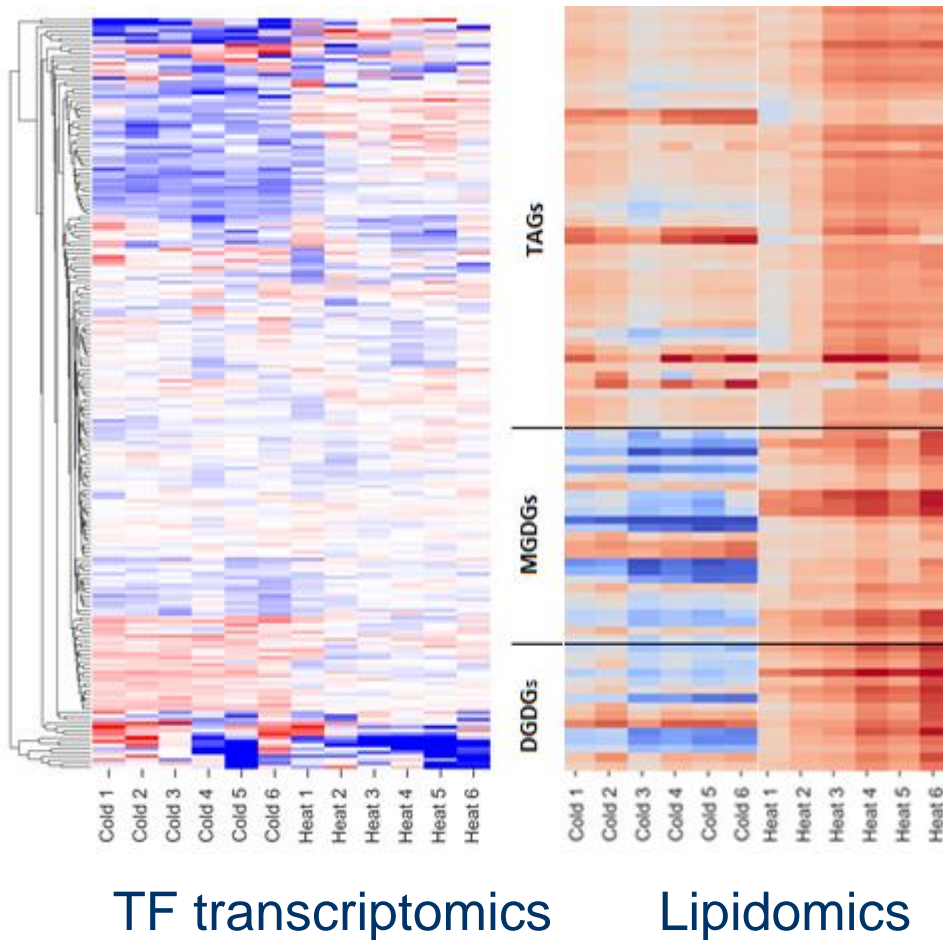 TAGs
MGDGs
DGDGs
Cold 1
Cold 2
Cold 3
Cold 4
Cold 5
Cold 6
Heat 1
Heat 2
Heat 3
Heat 4
Heat 5
Heat 6
Cold 1
Cold 2
Cold 3
Cold 4
Cold 5
Cold 6
Heat 1
Heat 2
Heat 3
Heat 4
Heat 5
Heat 6
TF transcriptomics
Lipidomics